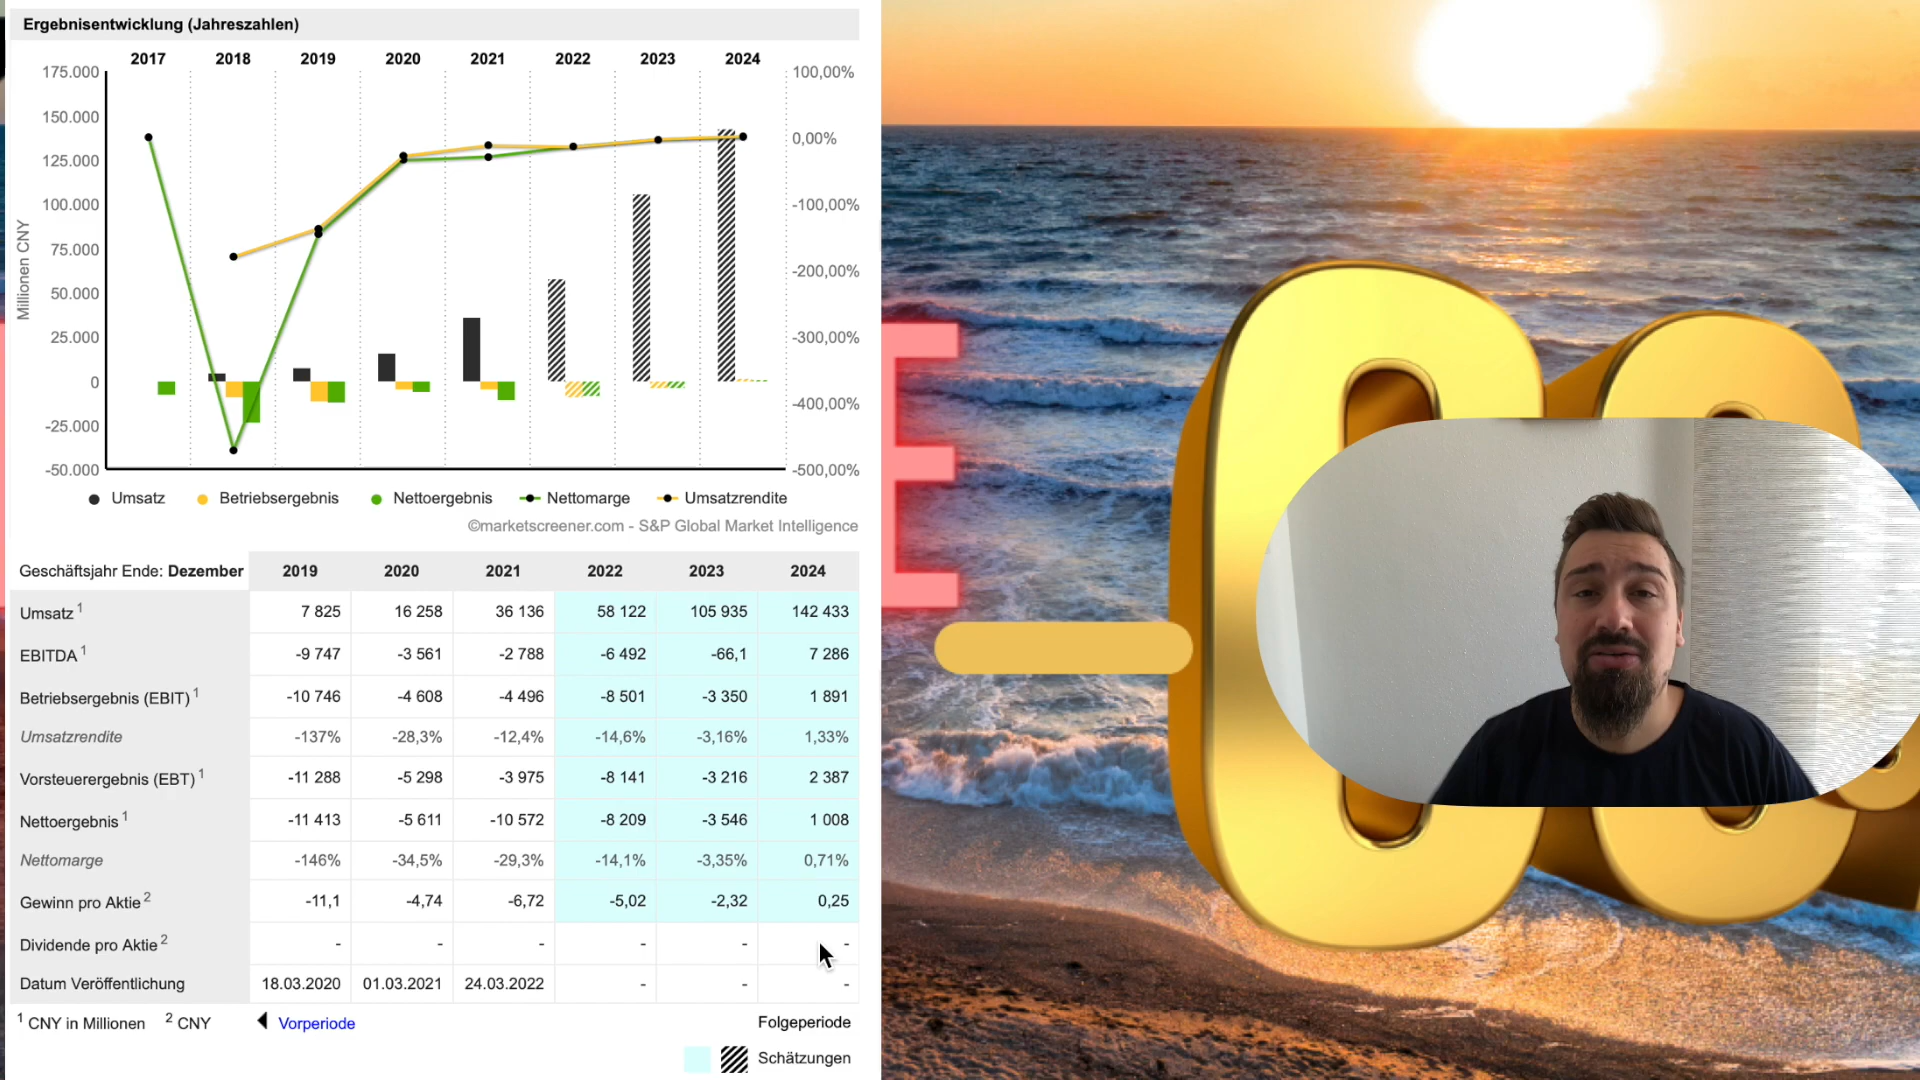 Ergebnisentwicklung (Jahreszahlen)
2017 2018 2019 2020 2021 2022 2023 2024
175.000 100,00%
150.000
0,00%
125.000
100.000 -100,00%
75.000
-200,00%
50.000
25.000 -300,00%
0
-400,00%
-25.000
-50.000 -500,00%
Millionen CNY
Umsatz Betriebsergebnis Nettoergebnis Nettomarge Umsatzrendite
©marketscreener.com - S&P Global Market Intelligence
Geschäftsjahr Ende: Dezember 2019 2020 2021 2022 2023 2024
Umsatz 1 7 825 16 258 36 136 58 122 105 935 142 433
EBITDA 1 -9 747 -3 561 -2 788 -6 492 -66,1 7 286
Betriebsergebnis (EBIT) 1 -10 746 -4 608 -4 496 -8 501 -3 350 1 891
Umsatzrendite -137% -28,3% -12,4% -14,6% -3,16% 1,33%
Vorsteuerergebnis (EBT) 1 -11 288 -5 298 -3 975 -8 141 -3 216 2 387
Nettoergebnis 1 -11 413 -5 611 -10 572 -8 209 -3 546 1 008
Nettomarge -146% -34,5% -29,3% -14,1% -3,35% 0,71%
Gewinn pro Aktie 2 -11,1 -4,74 -6,72 -5,02 -2,32 0,25
Dividende pro Aktie 2 - - - - - -
Datum Veröffentlichung 18.03.2020 01.03.2021 24.03.2022 - - -
1 CNY in Millionen 2 CNY Vorperiode Folgeperiode
Schätzungen
E